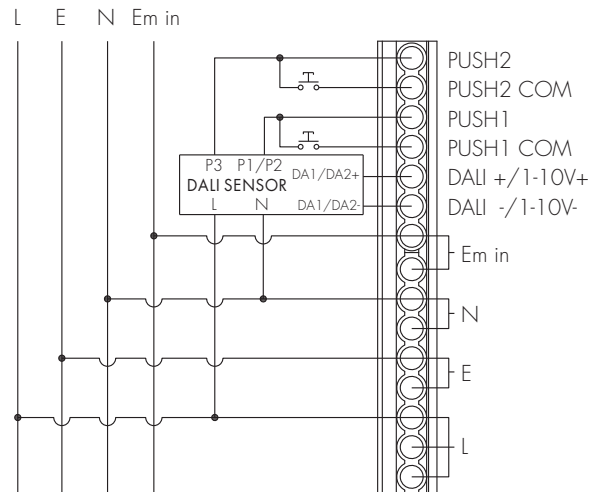 L E N Em in
PUSH2
PUSH2 COM
PUSH1
PUSH1 COM
P3 P1/P2 DA1/DA2+ DALI +/1-10V+
DALI SENSOR
L N DA1/DA2- DALI -/1-10V-
Em in
N
E
L